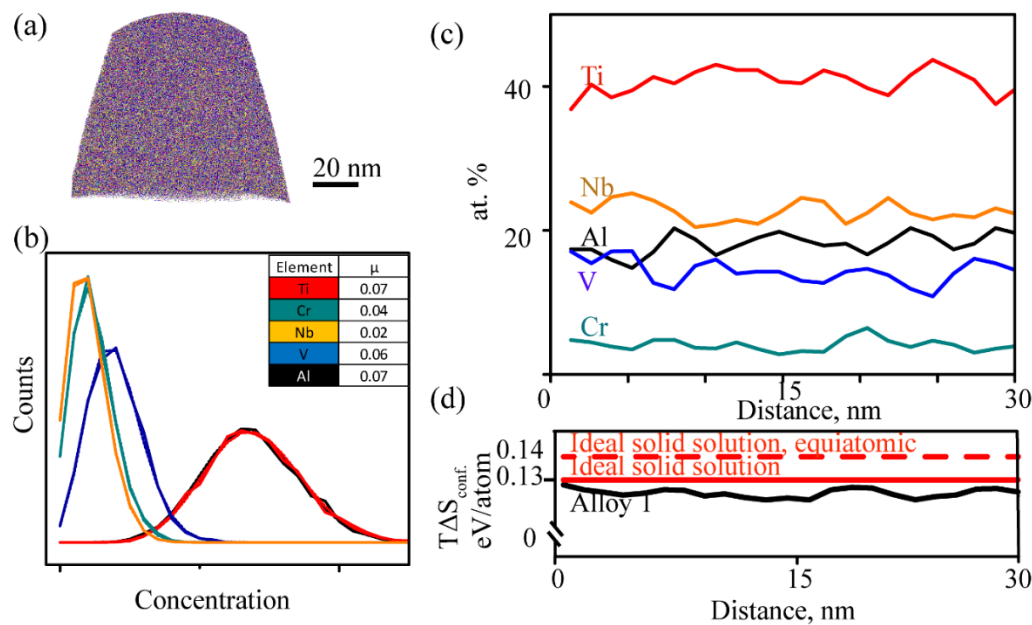 (a)
20 nm
(b)
Element μ
Ti 0.07
Cr 0.04
Nb 0.02
V 0.06
Al 0.07
Counts
Concentration
(c)
Ti
Nb
Al
V
Cr
at. %
40
20
0 15 30
Distance, nm
(d)
Ideal solid solution, equiatomic
Ideal solid solution
Alloy 1
TΔS conf.
eV/atom
0.14
0.13
0
0 15 30
Distance, nm